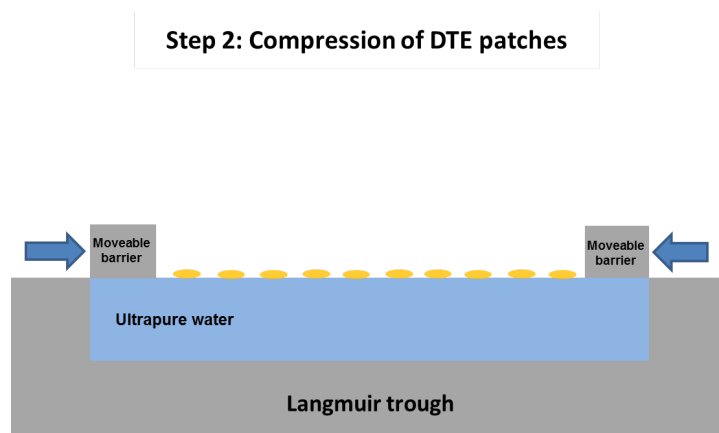 Step 2: Compression of DTE patches
Moveable
barrier
Moveable
barrier
Ultrapure water
Langmuir trough